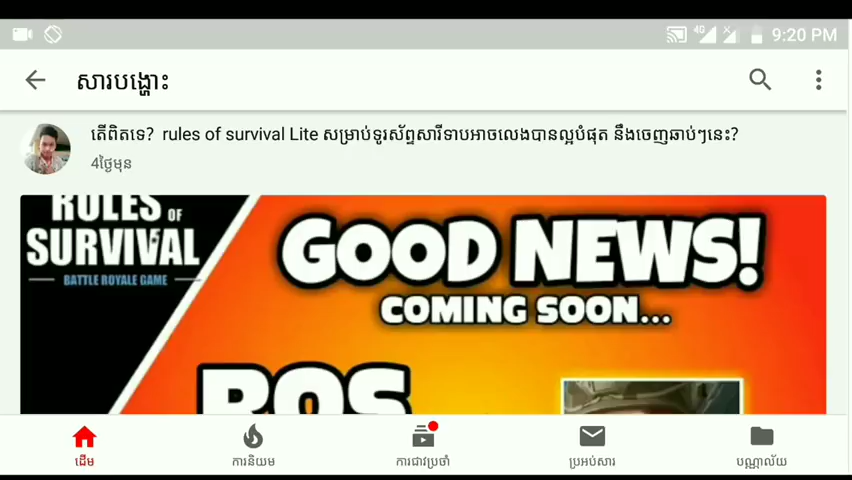 4G 9:20 PM
សារបង្ហោះ
តើពិតទេ? rules of survival Lite សម្រាប់ទូរស័ព្ទសារីទាបអាចលេងបានល្អបំផុត នឹងចេញឆាប់ៗនេះ?
4ថ្ងៃមុន
RULES OF
SURVIVAL
BATTLE ROYALE GAME
GOOD NEWS!
COMING SOON...
ROS
ដើម
ការនិយម
ការជាវប្រចាំ
ប្រអប់សារ
បណ្ណាល័យ